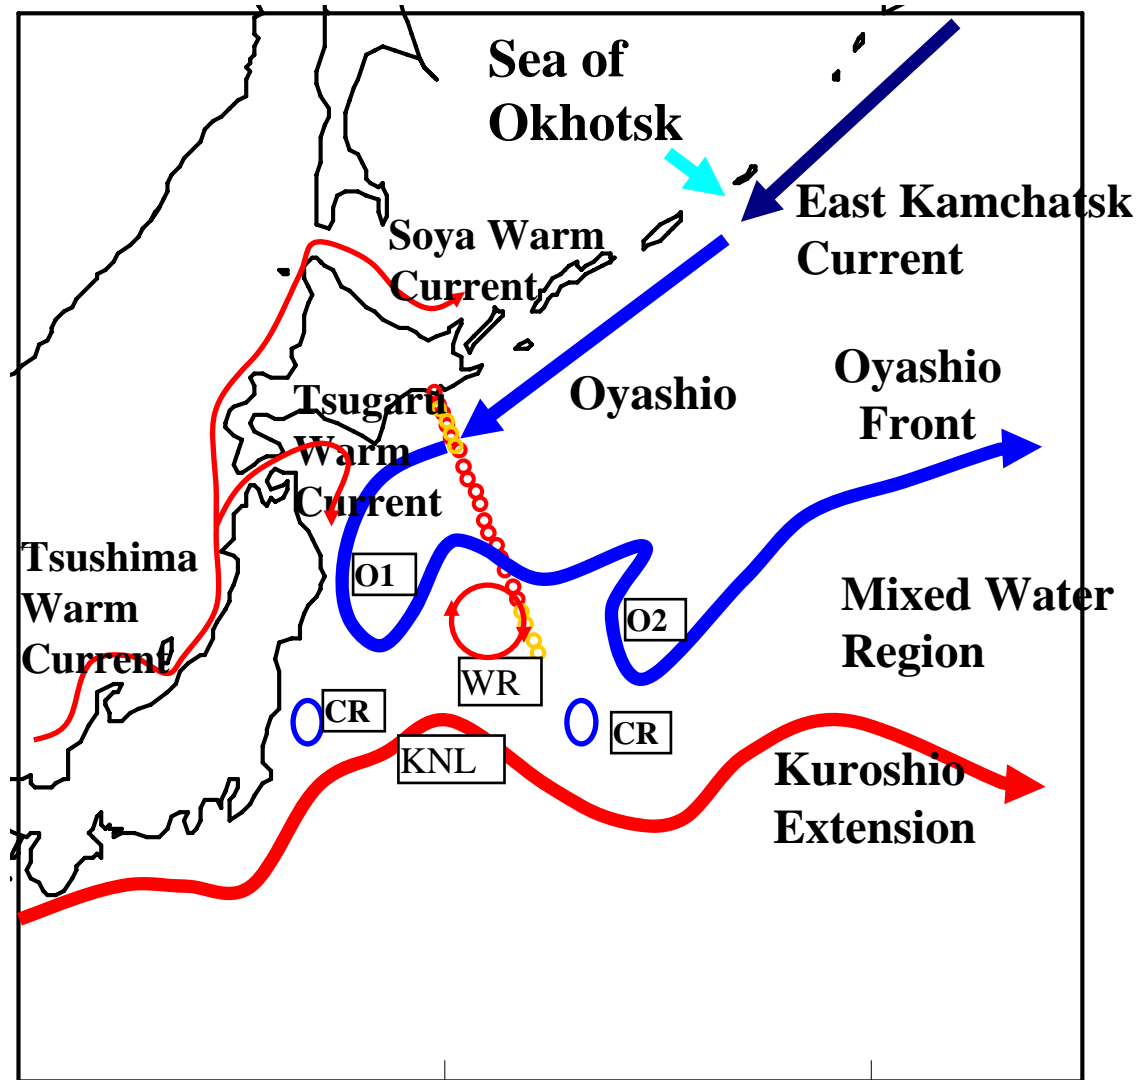 Sea of
Okhotsk
East Kamchatsk
Current
Soya Warm
Current
Oyashio
Front
Oyashio
Tsugaru
Warm
Current
Tsushima
Warm
Current
O1
O2
Mixed Water
Region
WR
CR
CR
KNL
Kuroshio
Extension